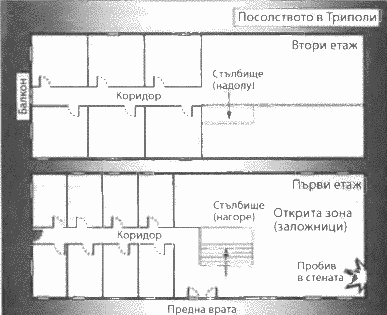 Посолството в Триполи
Втори етаж
Стълбище
(надолу)
Коридор
Балкон
Първи етаж
Стълбище
(нагоре)
Открита зона
(заложници)
Коридор
Пробив
в стената
Предна врата